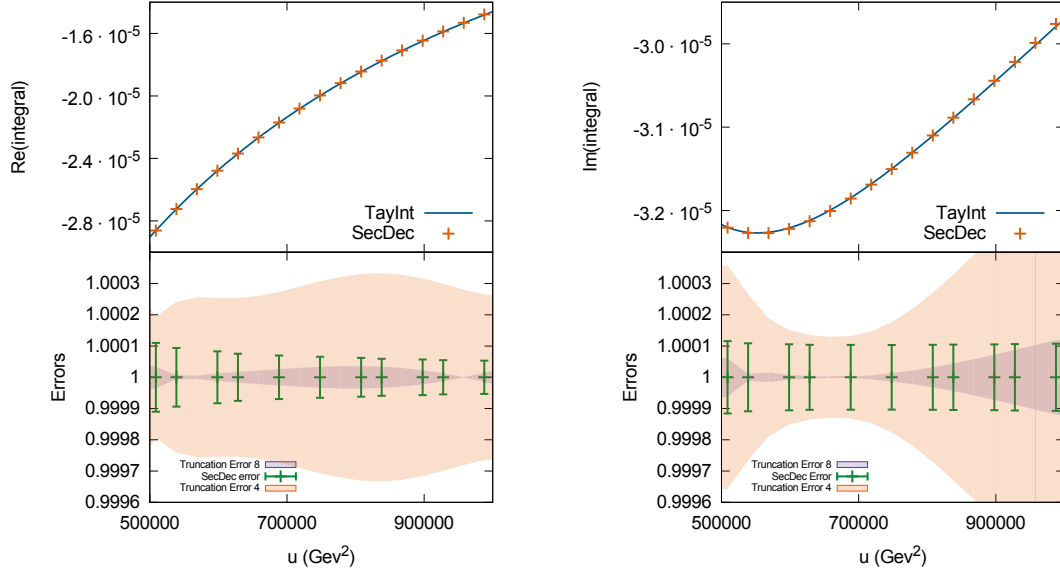 -1.6 · 10⁻⁵
-2.0 · 10⁻⁵
-2.4 · 10⁻⁵
-2.8 · 10⁻⁵
Re(integral)
TayInt
SecDec
1.0003
1.0002
1.0001
1
0.9999
0.9998
0.9997
0.9996
Errors
Truncation Error 8
SecDec error
Truncation Error 4
500000 700000 900000
u (Gev²)
-3.0 · 10⁻⁵
-3.1 · 10⁻⁵
-3.2 · 10⁻⁵
Im(integral)
TayInt
SecDec
1.0003
1.0002
1.0001
1
0.9999
0.9998
0.9997
0.9996
Errors
Truncation Error 8
SecDec Error
Truncation Error 4
500000 700000 900000
u (GeV²)